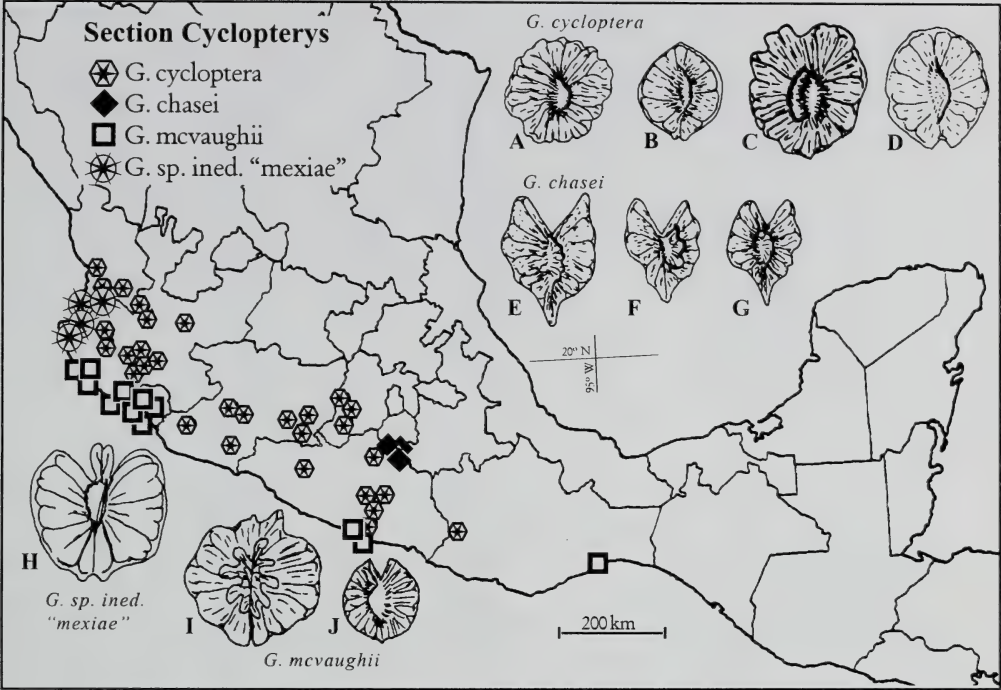 Section Cyclopterys
G. cycloptera
G. chasei
G. mcvaughii
G. sp. ined. “mexiae”
G. cycloptera
A
B
C
D
G. chasei
E
F
G
20° N
95° W
H
G. sp. ined.
"mexiae"
I
J
G. mcvaughii
200 km